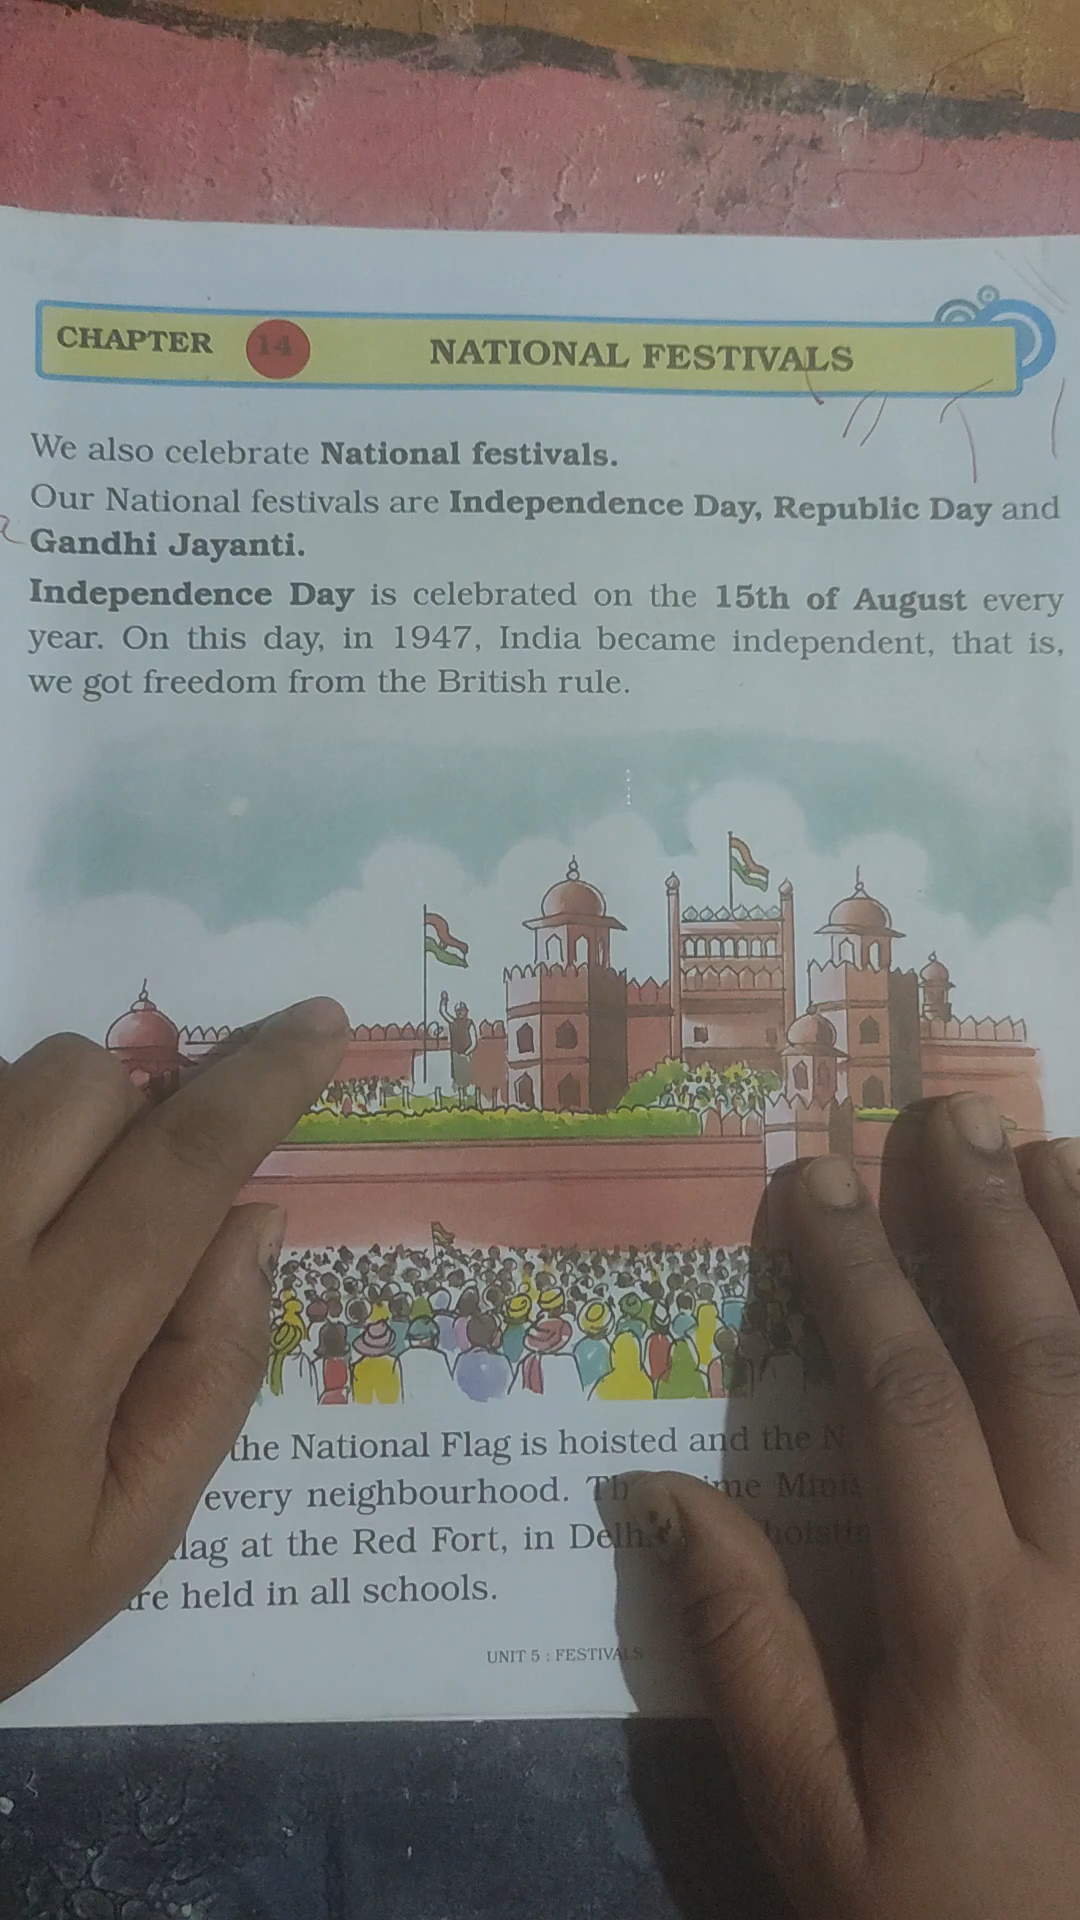 CHAPTER 14 NATIONAL FESTIVALS
We also celebrate National festivals.
Our National festivals are Independence Day, Republic Day and
Gandhi Jayanti.
Independence Day is celebrated on the 15th of August every
year. On this day, in 1947, India became independent, that is,
we got freedom from the British rule.
the National Flag is hoisted and the
every neighbourhood.
at the Red Fort, in
held in all schools.
UNIT 5 : FESTIVALS